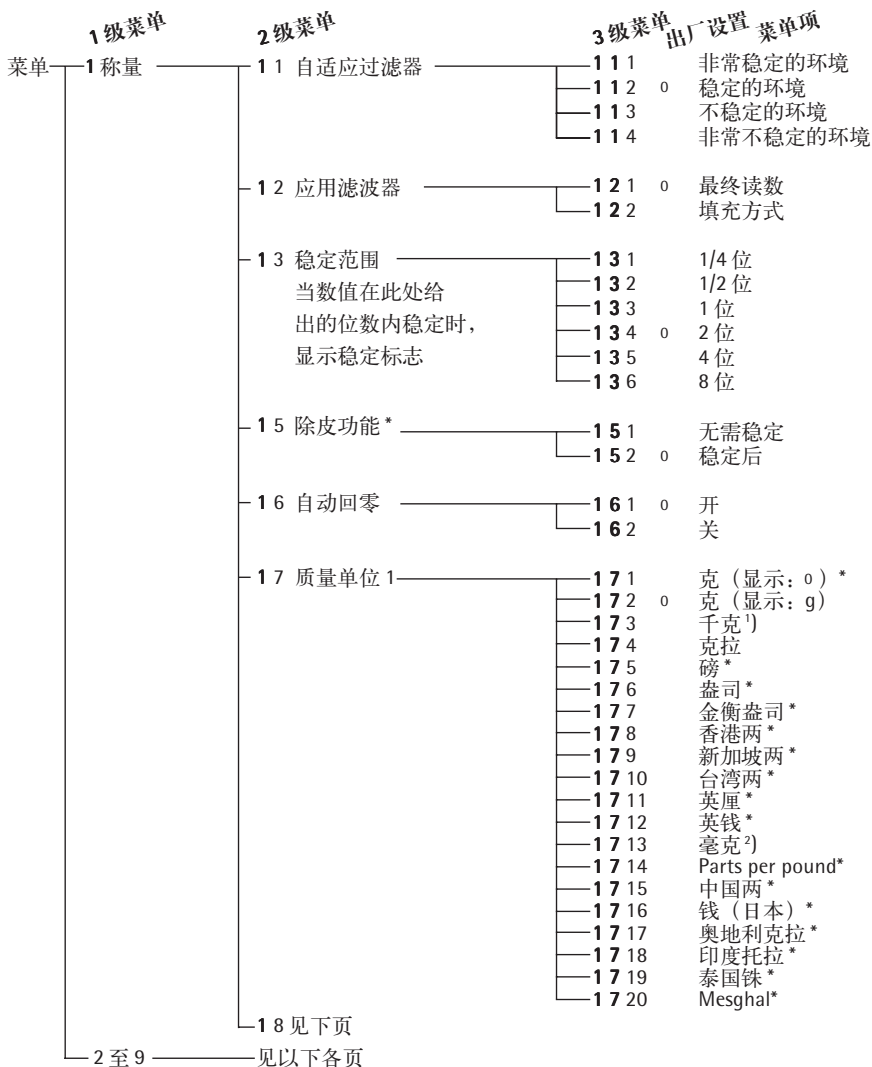 1 级菜单 2 级菜单 3 级菜单 出厂设置 菜单项
菜单 1 称量 1 1 自适应过滤器 1 1 1 非常稳定的环境
1 1 2 o 稳定的环境
1 1 3 不稳定的环境
1 1 4 非常不稳定的环境
1 2 应用滤波器 1 2 1 o 最终读数
1 2 2 填充方式
1 3 稳定范围 1 3 1 1/4 位
当数值在此处给 1 3 2 1/2 位
1 3 3 1 位
出的位数内稳定时， 1 3 4 o 2 位
显示稳定标志 1 3 5 4 位
1 3 6 8 位
1 5 除皮功能* 1 5 1 无需稳定
1 5 2 o 稳定后
1 6 自动回零 1 6 1 o 开
1 6 2 关
1 7 质量单位 1 1 7 1 克（显示：o）*
1 7 2 o 克（显示：g）
1 7 3 千克¹)
1 7 4 克拉
1 7 5 磅*
1 7 6 盎司*
1 7 7 金衡盎司*
1 7 8 香港两*
1 7 9 新加坡两*
1 7 10 台湾两*
1 7 11 英厘*
1 7 12 英钱*
1 7 13 毫克²)
1 7 14 Parts per pound*
1 7 15 中国两*
1 7 16 钱（日本）*
1 7 17 奥地利克拉*
1 7 18 印度托拉*
1 7 19 泰国铢*
1 7 20 Mesghal*
1 8 见下页
2 至 9 见以下各页